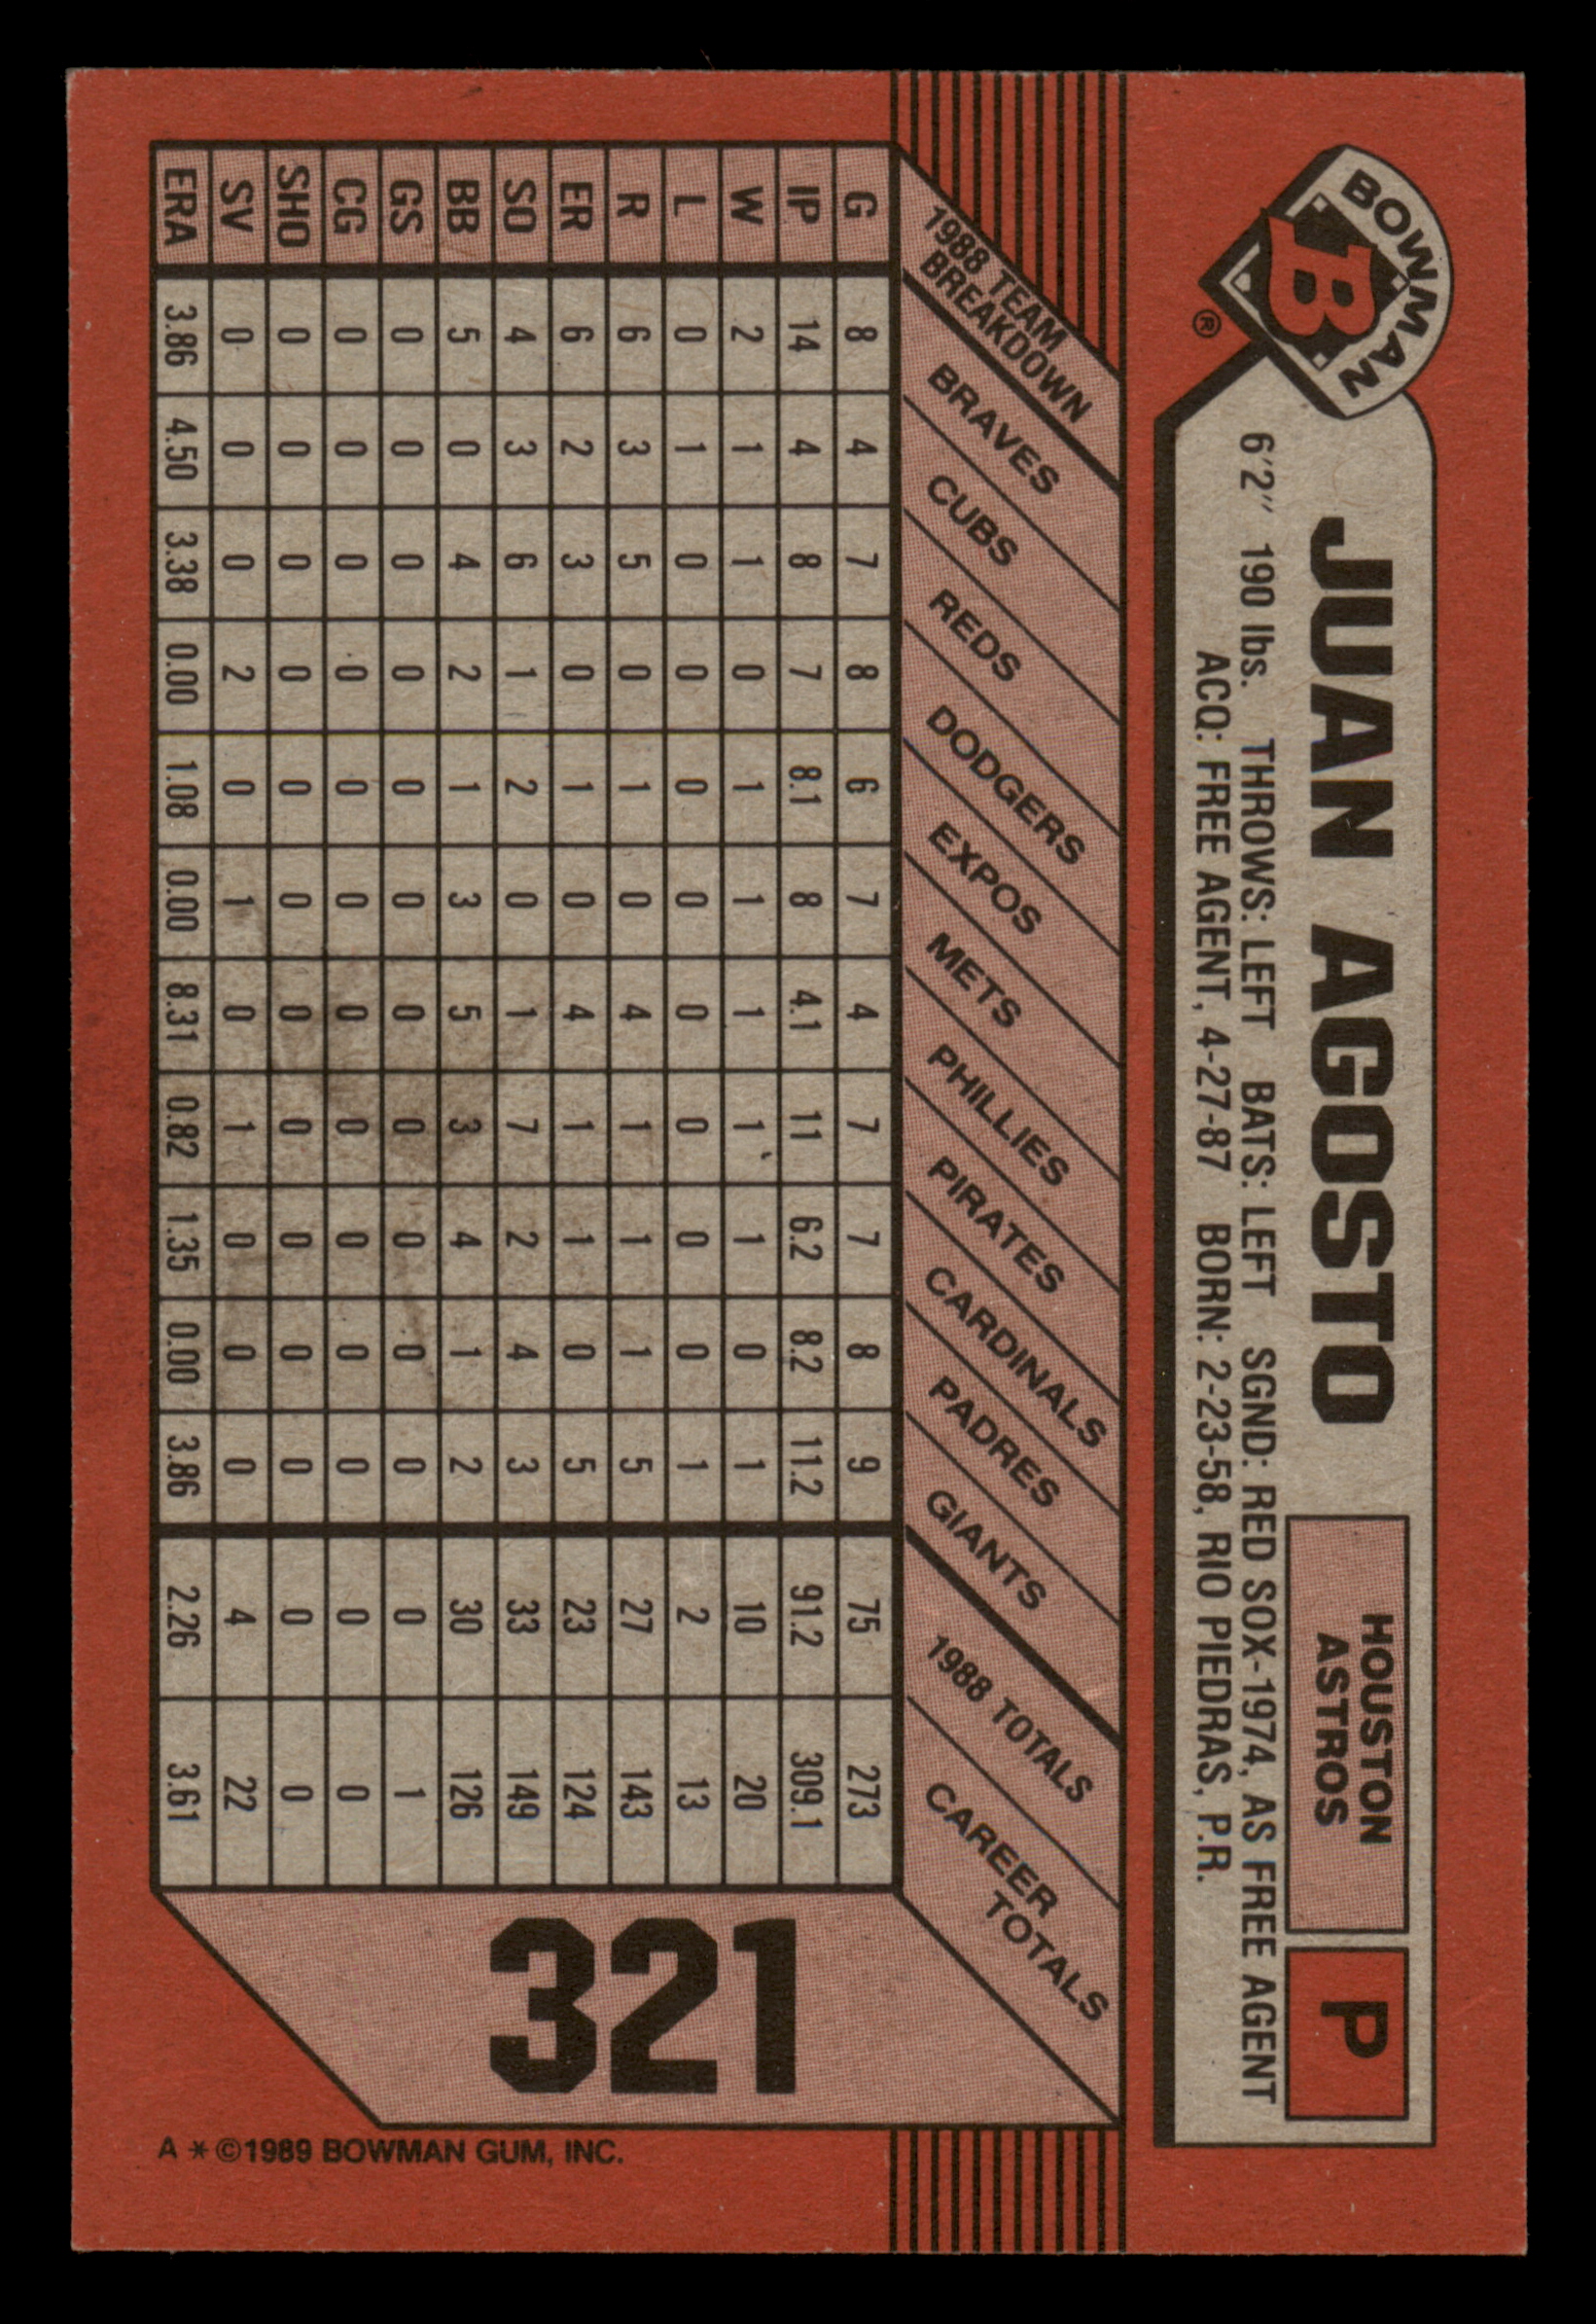 BOWMAN
B
®
JUAN AGOSTO
HOUSTON
ASTROS
P
6'2" 190 lbs. THROWS: LEFT BATS: LEFT SGND: RED SOX-1974, AS FREE AGENT
ACQ: FREE AGENT, 4-27-87 BORN: 2-23-58, RIO PIEDRAS, P.R.
1988 TEAM
BREAKDOWN
BRAVES
CUBS
REDS
DODGERS
EXPOS
METS
PHILLIES
PIRATES
CARDINALS
PADRES
GIANTS
1988 TOTALS
CAREER
TOTALS
G 8 4 7 8 6 7 4 7 7 8 9 75 273
IP 14 4 8 7 8.1 8 4.1 11 6.2 8.2 11.2 91.2 309.1
W 2 1 1 0 1 1 1 1 1 0 1 10 20
L 0 1 0 0 0 0 0 0 0 0 1 2 13
R 6 3 5 0 1 0 4 1 1 1 5 27 143
ER 6 2 3 0 1 0 4 1 1 0 5 23 124
SO 4 3 6 1 2 0 1 7 2 4 3 33 149
BB 5 0 4 2 1 3 5 3 4 1 2 30 126
GS 0 0 0 0 0 0 0 0 0 0 0 0 1
CG 0 0 0 0 0 0 0 0 0 0 0 0 0
SHO 0 0 0 0 0 0 0 0 0 0 0 0 0
SV 0 0 0 2 0 1 0 1 0 0 0 4 22
ERA 3.86 4.50 3.38 0.00 1.08 0.00 8.31 0.82 1.35 0.00 3.86 2.26 3.61
321
A * ©1989 BOWMAN GUM, INC.